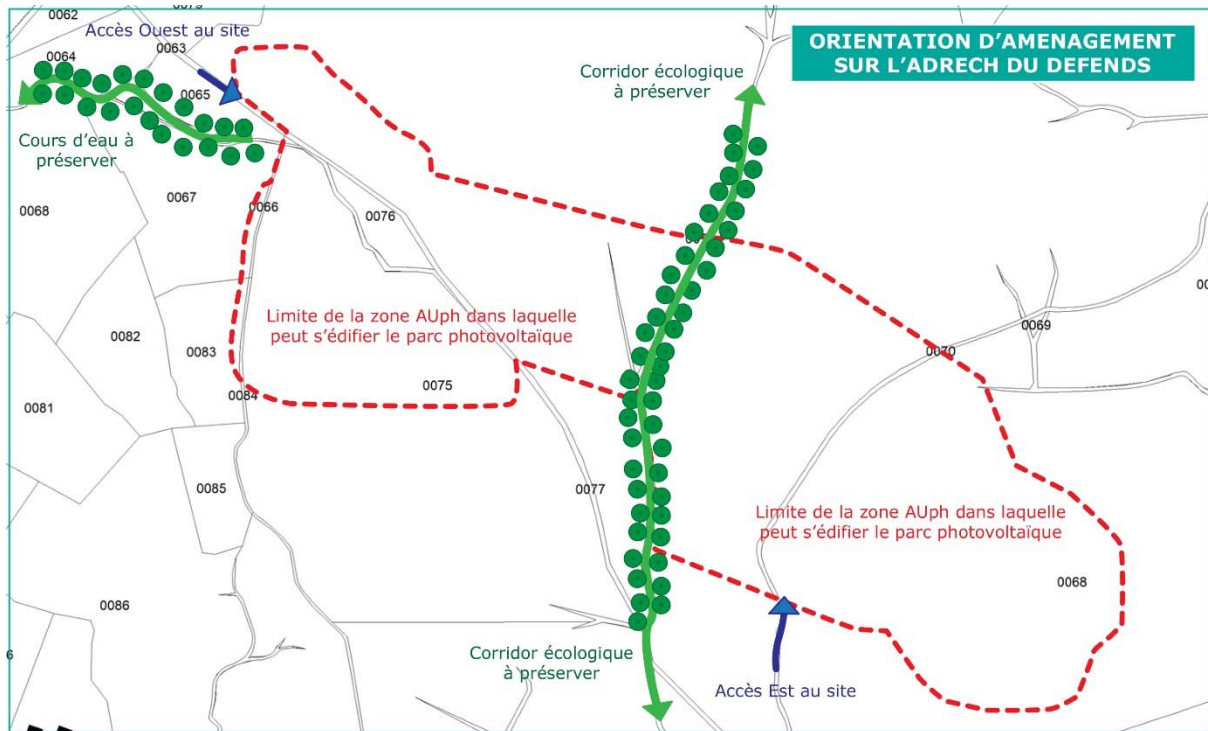 0062
0079
Accès Ouest au site
0063
0064
0065
ORIENTATION D'AMENAGEMENT
SUR L'ADRECH DU DEFENDS
Corridor écologique
à préserver
Cours d'eau à
préserver
0067
0066
0068
0076
Limite de la zone AUph dans laquelle
peut s'édifier le parc photovoltaïque
0069
0070
0082
0083
0075
0084
0081
0085
0077
Limite de la zone AUph dans laquelle
peut s'édifier le parc photovoltaïque
0068
0086
Corridor écologique
à préserver
Accès Est au site